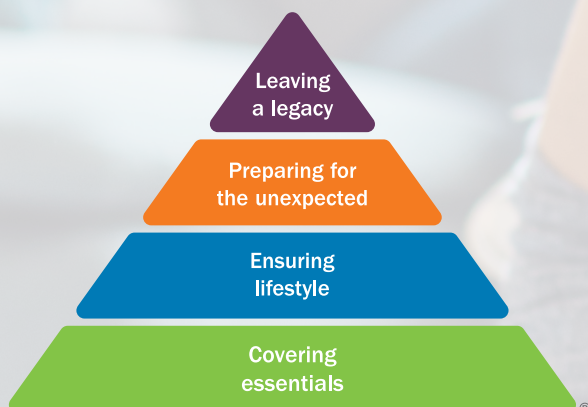 Leaving
a legacy
Preparing for
the unexpected
Ensuring
lifestyle
Covering
essentials